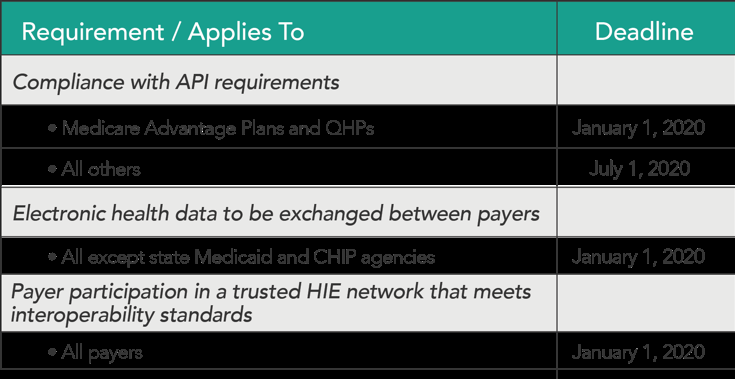 Requirement / Applies To Deadline
Compliance with API requirements
• Medicare Advantage Plans and QHPs January 1, 2020
• All others July 1, 2020
Electronic health data to be exchanged between payers
• All except state Medicaid and CHIP agencies January 1, 2020
Payer participation in a trusted HIE network that meets
interoperability standards
• All payers January 1, 2020